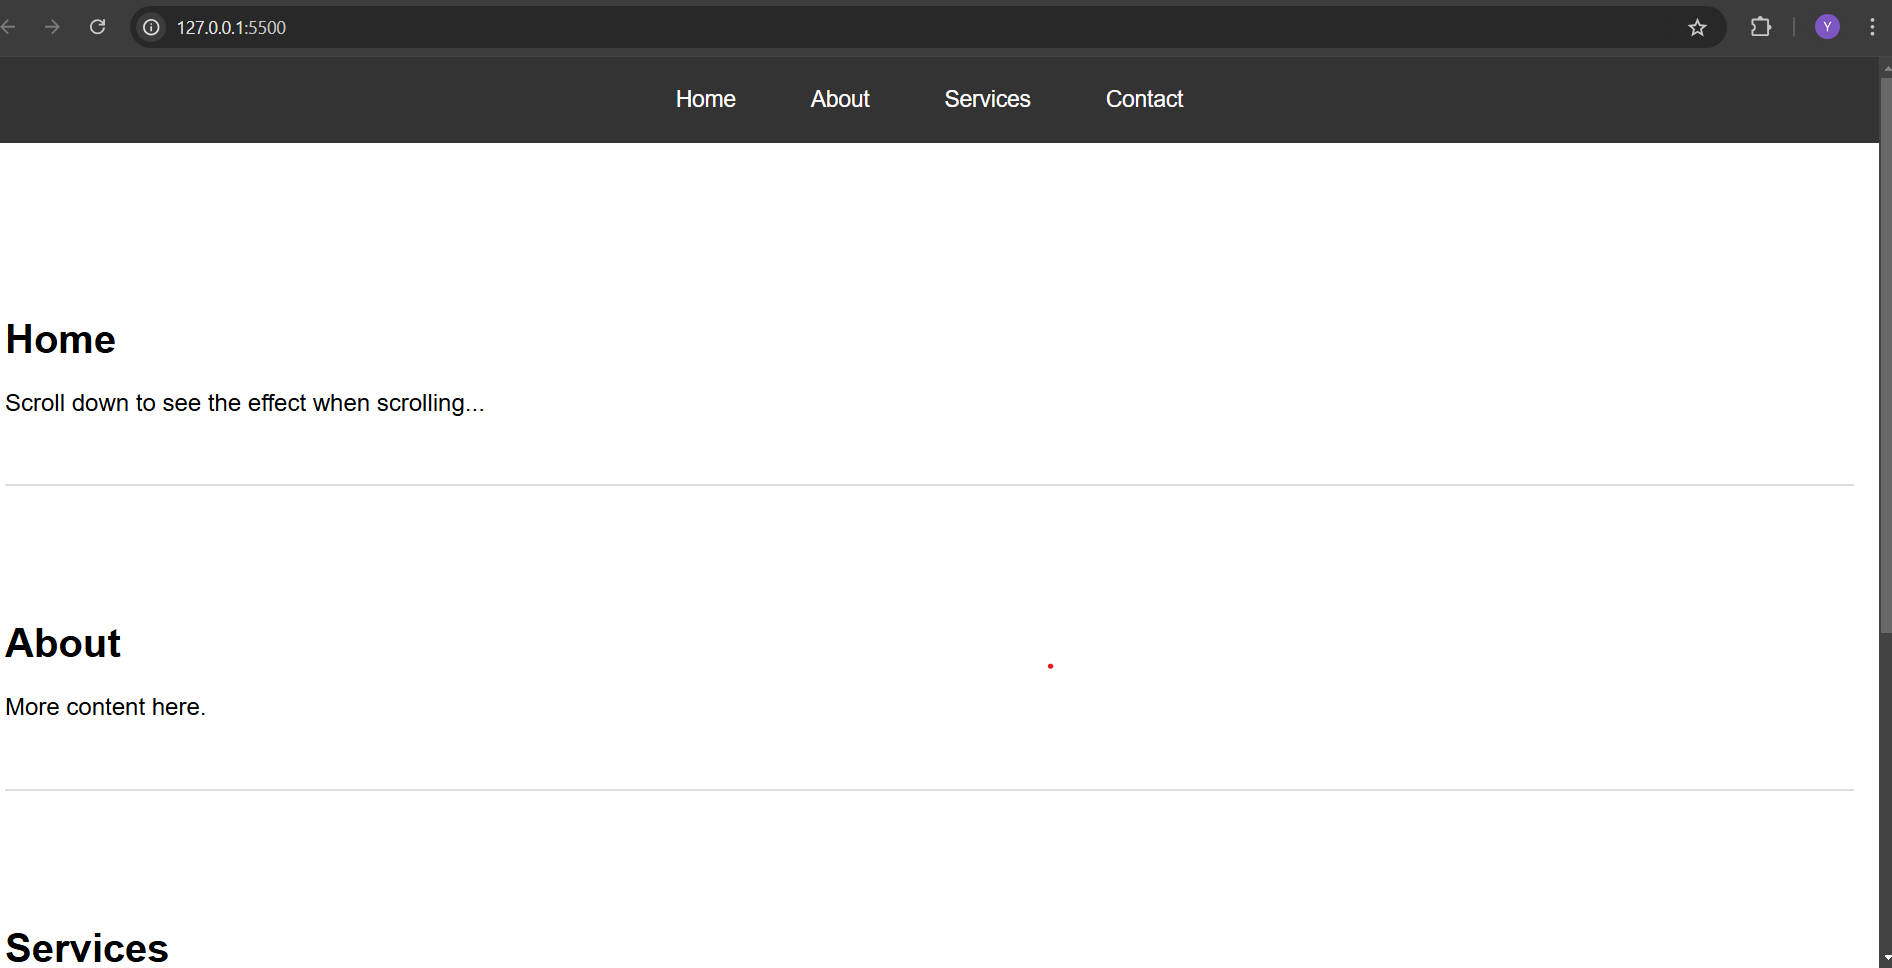 127.0.0.1:5500
Y
Home About Services Contact
Home
Scroll down to see the effect when scrolling...
About
More content here.
Services